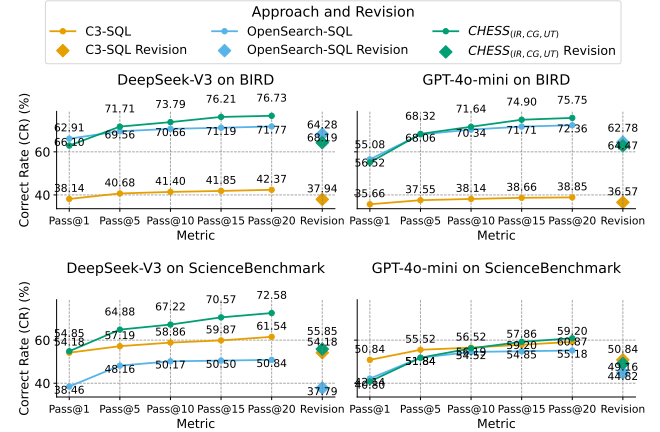 Approach and Revision
C3-SQL OpenSearch-SQL CHESS(IR, CG, UT)
C3-SQL Revision OpenSearch-SQL Revision CHESS(IR, CG, UT) Revision
DeepSeek-V3 on BIRD
Correct Rate (CR) (%)
60
40
62.91 71.71 73.79 76.21 76.73 64.28
66.10 69.56 70.66 71.19 71.77 68.19
38.14 40.68 41.40 41.85 42.37 37.94
Pass@1 Pass@5 Pass@10 Pass@15 Pass@20 Revision
Metric
GPT-4o-mini on BIRD
55.08 68.32 71.64 74.90 75.75 62.78
56.52 68.06 70.34 71.71 72.36 64.47
35.66 37.55 38.14 38.66 38.85 36.57
Pass@1 Pass@5 Pass@10 Pass@15 Pass@20 Revision
Metric
DeepSeek-V3 on ScienceBenchmark
Correct Rate (CR) (%)
60
40
54.85 64.88 67.22 70.57 72.58 55.85
54.18 57.19 58.86 59.87 61.54 54.18
38.46 48.16 50.17 50.50 50.84 37.79
Pass@1 Pass@5 Pass@10 Pass@15 Pass@20 Revision
Metric
GPT-4o-mini on ScienceBenchmark
50.84 55.52 56.52 57.86 59.20 50.84
51.84 59.20 60.87 49.16
54.52 54.85 55.18 44.82
Pass@1 Pass@5 Pass@10 Pass@15 Pass@20 Revision
Metric